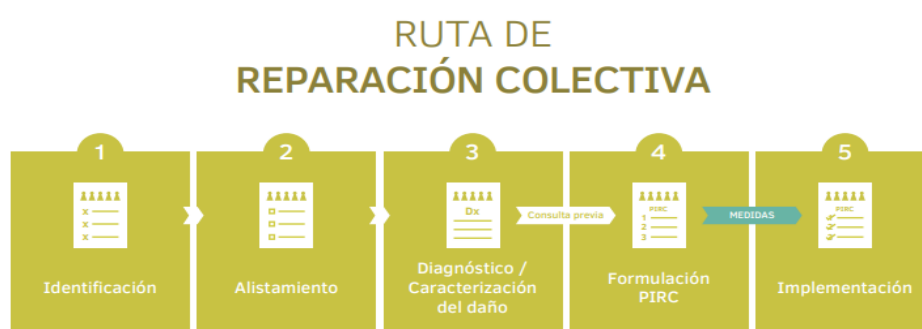 RUTA DE
REPARACIÓN COLECTIVA
1
x
x
x
Identificación
2
Alistamiento
3
Dx
Diagnóstico /
Caracterización
del daño
Consulta previa
4
PIRC
1
2
3
Formulación
PIRC
MEDIDAS
5
PIRC
Implementación